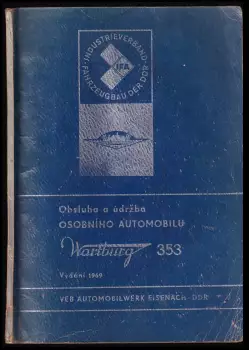 INDUSTRIEVERBAND
FAHRZEUGBAU DER DDR
IFA
Obsluha a údržba
OSOBNÍHO AUTOMOBILU
Wartburg 353
Vydání 1969
VEB AUTOMOBILWERK EISENACH DDR